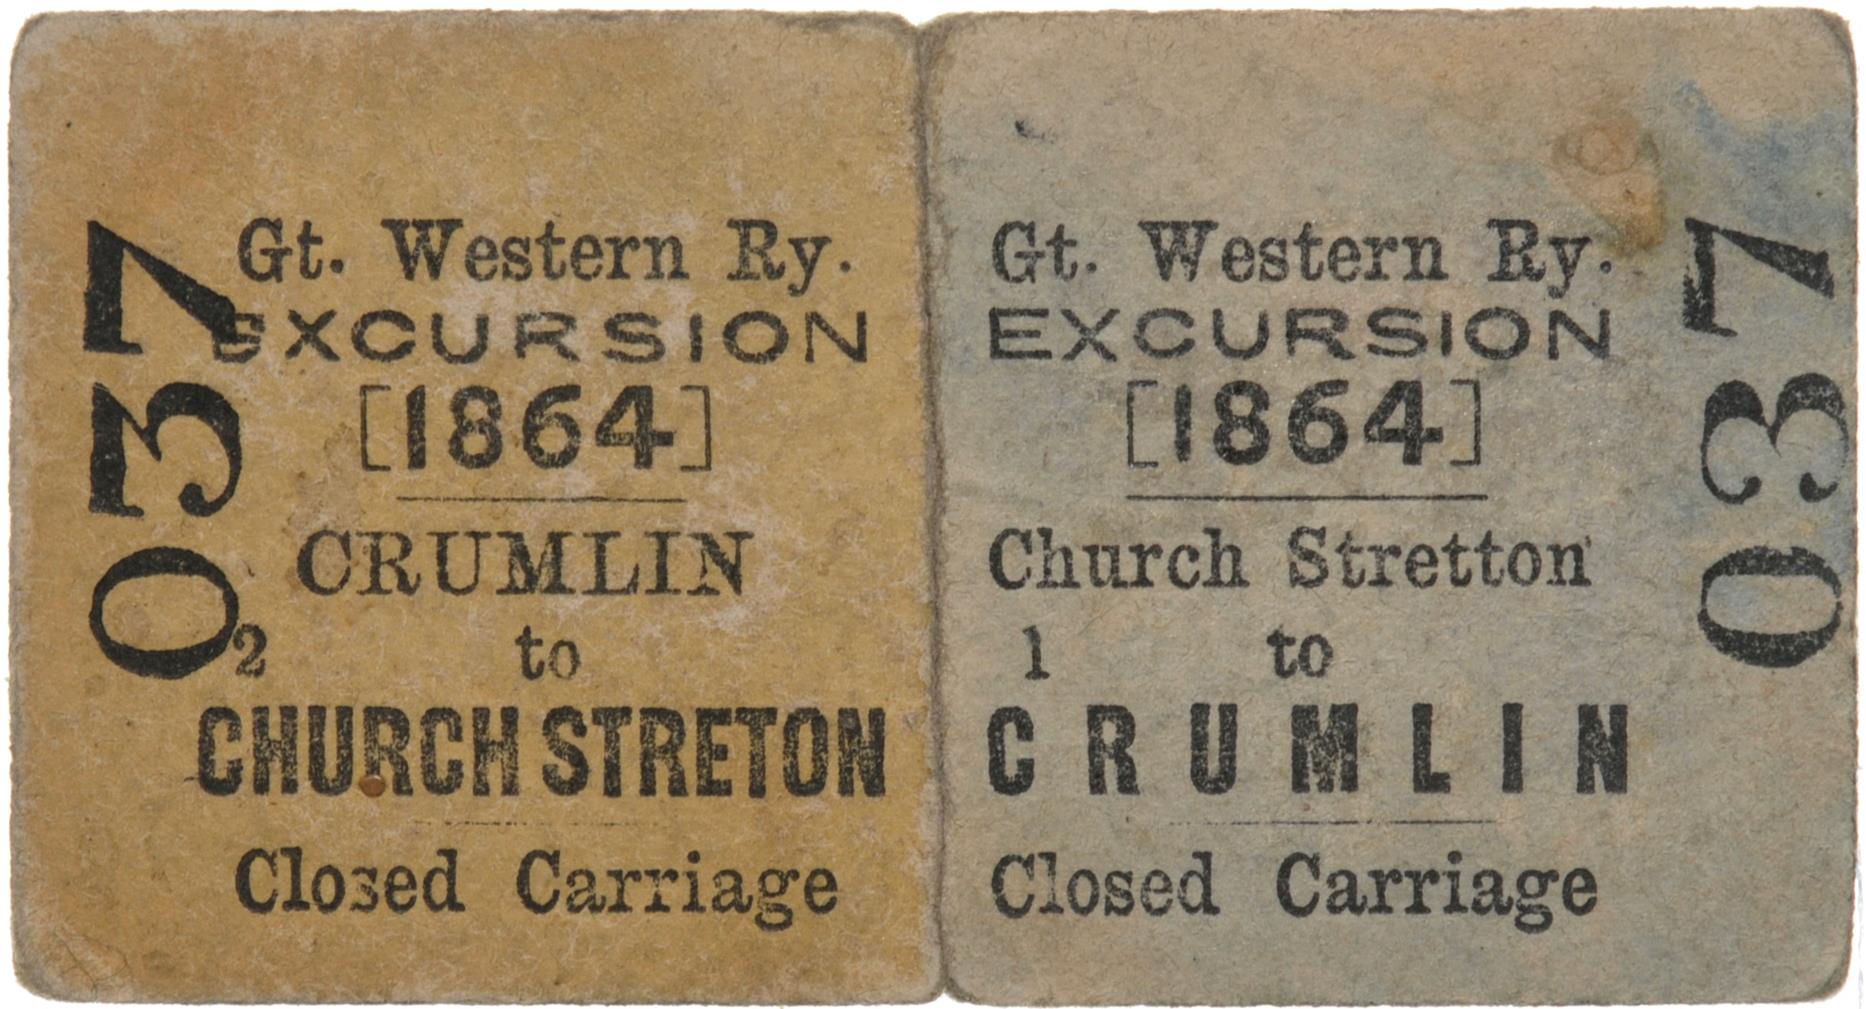 037
Gt. Western Ry.
EXCURSION
[1864]
CRUMLIN
2 to
CHURCH STRETON
Closed Carriage
Gt. Western Ry.
EXCURSION
[1864]
Church Stretton
1 to
CRUMLIN
Closed Carriage
037